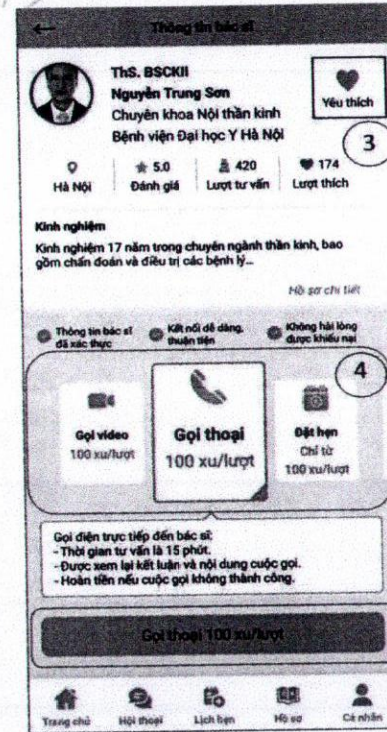 Thông tin bác sĩ
ThS. BSCKII
Nguyễn Trung Sơn
Chuyên khoa Nội thần kinh
Bệnh viện Đại học Y Hà Nội
Yêu thích
3
Hà Nội
5.0
Đánh giá
420
Lượt tư vấn
174
Lượt thích
Kinh nghiệm
Kinh nghiệm 17 năm trong chuyên ngành thần kinh, bao
gồm chẩn đoán và điều trị các bệnh lý...
Hồ sơ chi tiết
Thông tin bác sĩ
đã xác thực
Kết nối dễ dàng,
thuận tiện
Không hài lòng
được khiếu nại
4
Gọi video
100 xu/lượt
Gọi thoại
100 xu/lượt
Đặt hẹn
Chỉ từ
100 xu/lượt
Gọi điện trực tiếp đến bác sĩ:
- Thời gian tư vấn là 15 phút.
- Được xem lại kết luận và nội dung cuộc gọi.
- Hoàn tiền nếu cuộc gọi không thành công.
Gọi thoại 100 xu/lượt
Trang chủ
Hội thoại
Lịch hẹn
Hồ sơ
Cá nhân